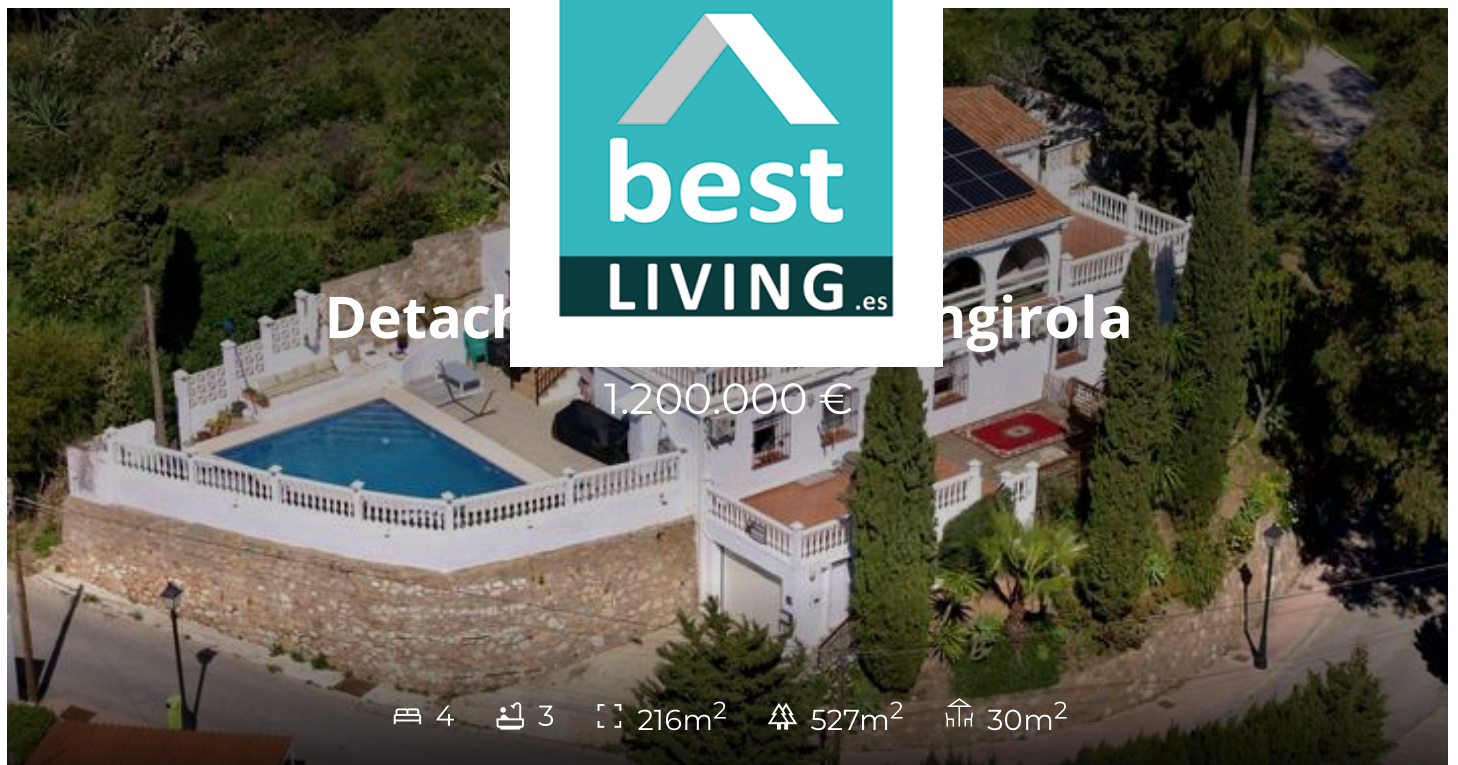 best
LIVING.es
Detach ngirola
1.200.000 €
4 3 216m² 527m² 30m²